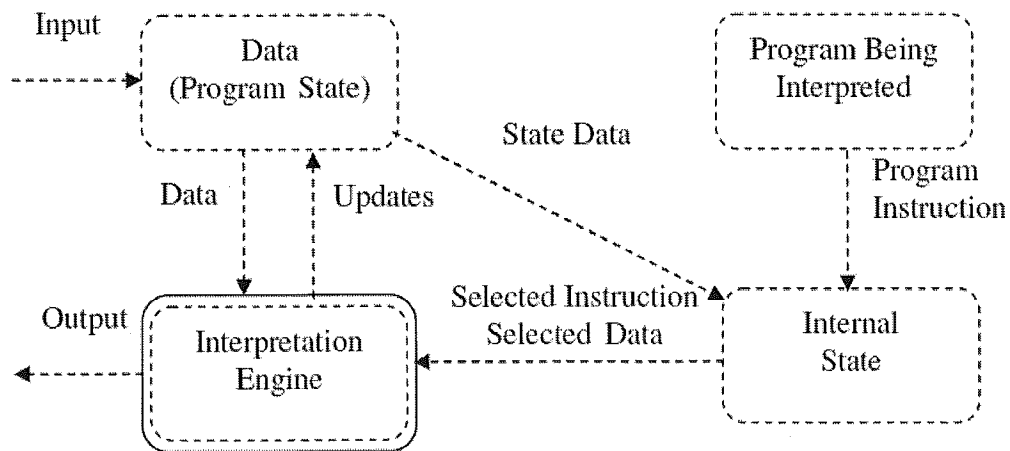 Input
Data
(Program State)
Program Being
Interpreted
State Data
Data
Updates
Program
Instruction
Output
Interpretation
Engine
Selected Instruction
Selected Data
Internal
State